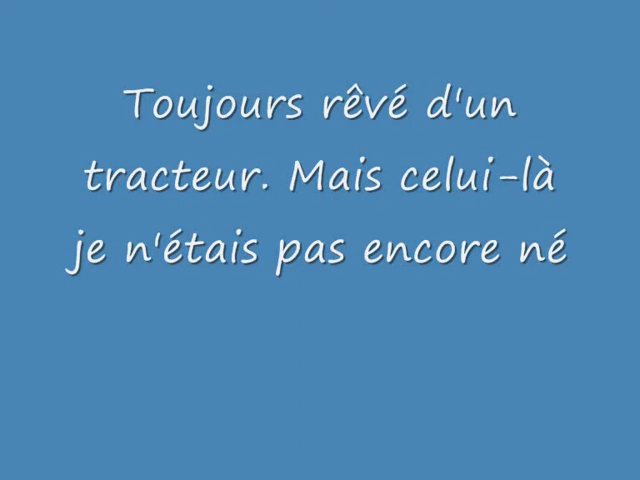 Toujours rêvé d'un
tracteur. Mais celui-là
je n'étais pas encore né